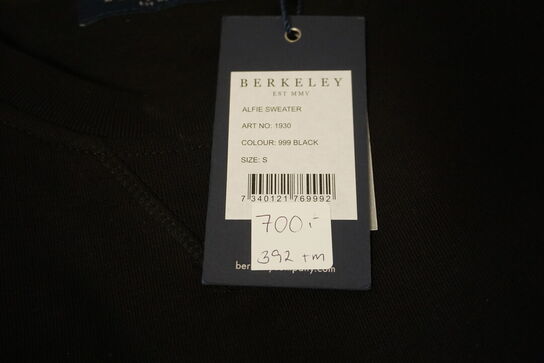 BERKELEY
EST MMV
ALFIE SWEATER
ART NO: 1930
COLOUR: 999 BLACK
SIZE: S
7 340121 769992
700:-
392 +m